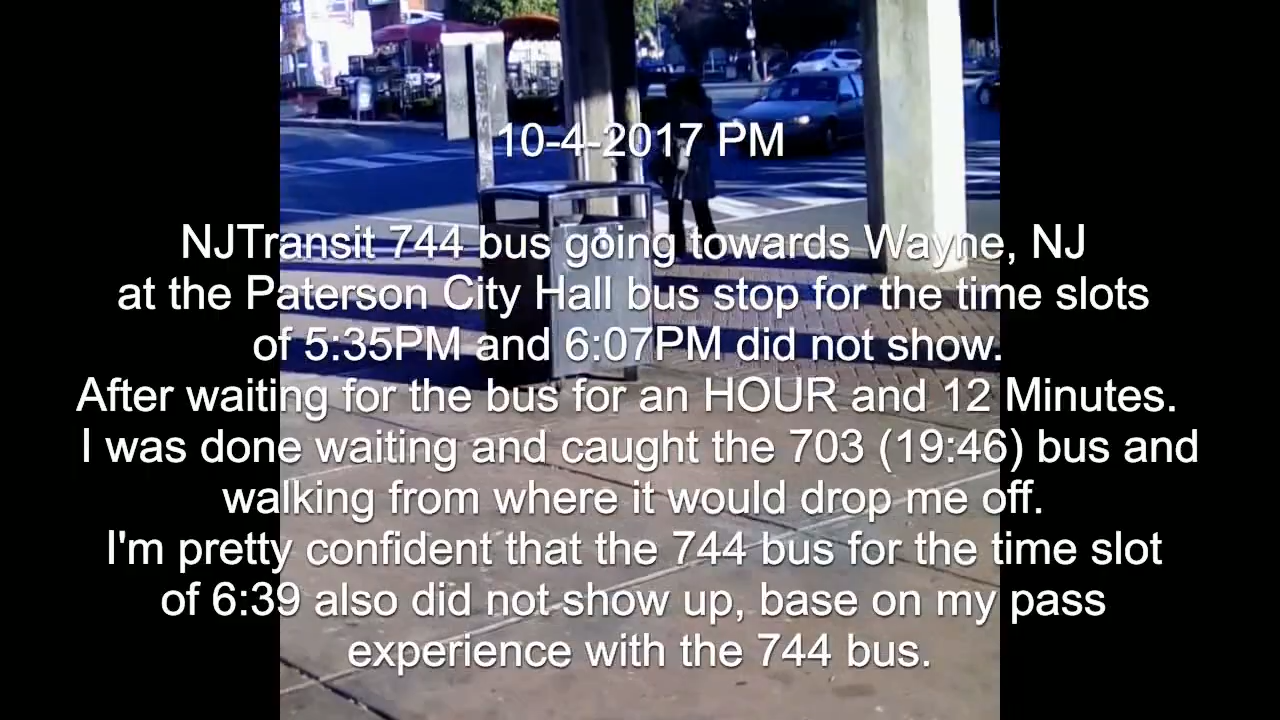 10-4-2017 PM
NJTransit 744 bus going towards Wayne, NJ
at the Paterson City Hall bus stop for the time slots
of 5:35PM and 6:07PM did not show.
After waiting for the bus for an HOUR and 12 Minutes.
I was done waiting and caught the 703 (19:46) bus and
walking from where it would drop me off.
I'm pretty confident that the 744 bus for the time slot
of 6:39 also did not show up, base on my pass
experience with the 744 bus.